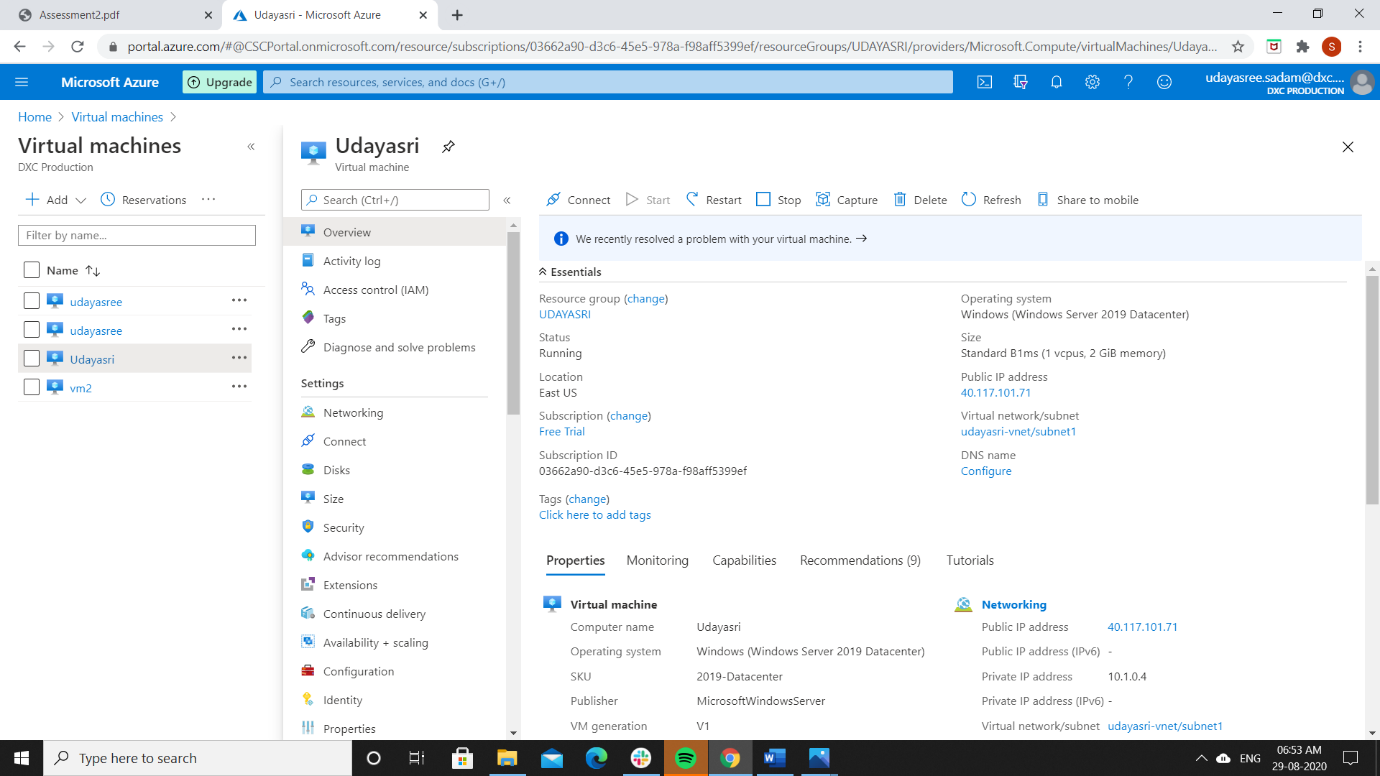 Assessment2.pdf
Udayasri - Microsoft Azure
portal.azure.com/#@CSCPortal.onmicrosoft.com/resource/subscriptions/03662a90-d3c6-45e5-978a-f98aff5399ef/resourceGroups/UDAYASRI/providers/Microsoft.Compute/virtualMachines/Udaya...
S
Microsoft Azure
Upgrade
Search resources, services, and docs (G+/)
udayasree.sadam@dxc....
DXC PRODUCTION
Home > Virtual machines >
Virtual machines
DXC Production
Add
Reservations
Filter by name...
Name
udayasree
udayasree
Udayasri
vm2
Udayasri
Virtual machine
Search (Ctrl+/)
Overview
Activity log
Access control (IAM)
Tags
Diagnose and solve problems
Settings
Networking
Connect
Disks
Size
Security
Advisor recommendations
Extensions
Continuous delivery
Availability + scaling
Configuration
Identity
Properties
Connect
Start
Restart
Stop
Capture
Delete
Refresh
Share to mobile
We recently resolved a problem with your virtual machine. →
Essentials
Resource group (change)
UDAYASRI
Status
Running
Location
East US
Subscription (change)
Free Trial
Subscription ID
03662a90-d3c6-45e5-978a-f98aff5399ef
Tags (change)
Click here to add tags
Operating system
Windows (Windows Server 2019 Datacenter)
Size
Standard B1ms (1 vcpus, 2 GiB memory)
Public IP address
40.117.101.71
Virtual network/subnet
udayasri-vnet/subnet1
DNS name
Configure
Properties
Monitoring
Capabilities
Recommendations (9)
Tutorials
Virtual machine
Computer name Udayasri
Operating system Windows (Windows Server 2019 Datacenter)
SKU 2019-Datacenter
Publisher MicrosoftWindowsServer
VM generation V1
Networking
Public IP address 40.117.101.71
Public IP address (IPv6) -
Private IP address 10.1.0.4
Private IP address (IPv6) -
Virtual network/subnet udayasri-vnet/subnet1
Type here to search
ENG
06:53 AM
29-08-2020